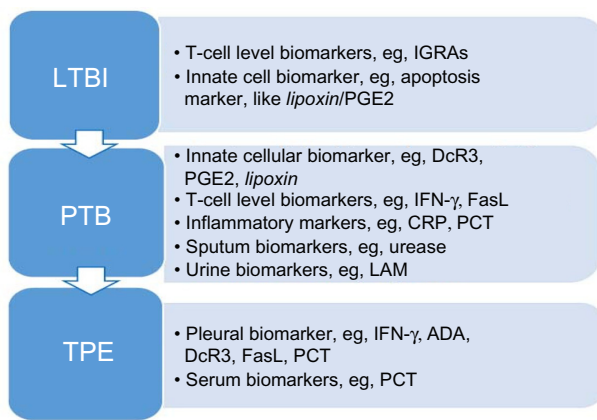 LTBI
• T-cell level biomarkers, eg, IGRAs
• Innate cell biomarker, eg, apoptosis
marker, like lipoxin/PGE2
PTB
• Innate cellular biomarker, eg, DcR3,
PGE2, lipoxin
• T-cell level biomarkers, eg, IFN-γ, FasL
• Inflammatory markers, eg, CRP, PCT
• Sputum biomarkers, eg, urease
• Urine biomarkers, eg, LAM
TPE
• Pleural biomarker, eg, IFN-γ, ADA,
DcR3, FasL, PCT
• Serum biomarkers, eg, PCT